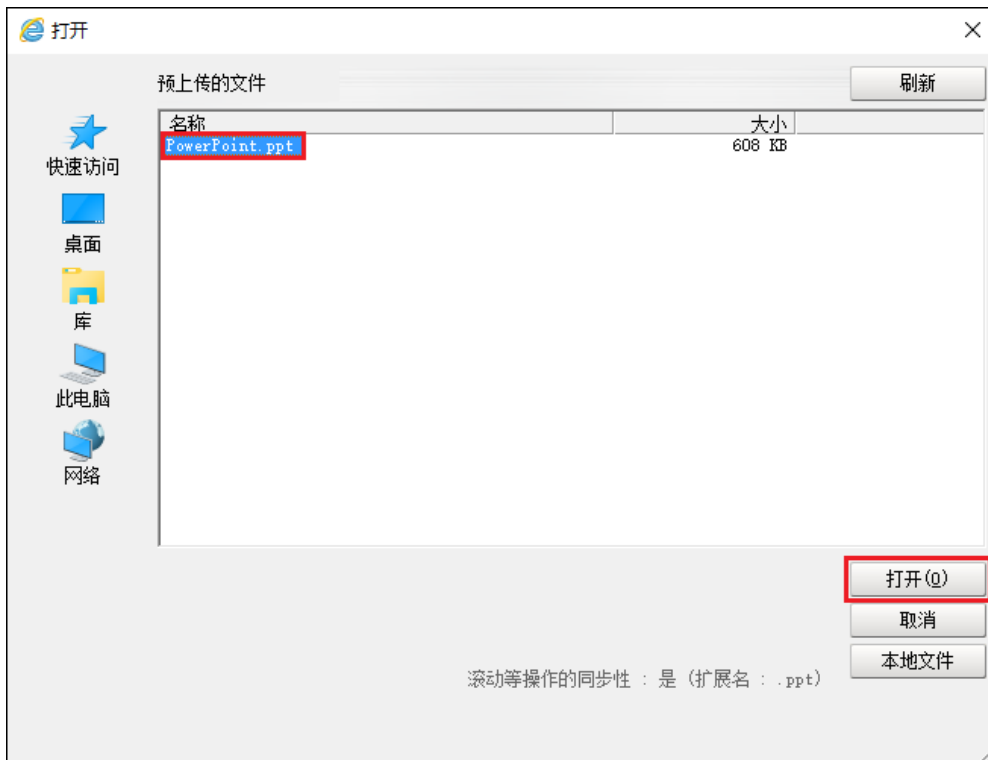 打开
预上传的文件
刷新
名称 大小
PowerPoint.ppt 608 KB
快速访问
桌面
库
此电脑
网络
打开(O)
取消
本地文件
滚动等操作的同步性 : 是 (扩展名 : .ppt)